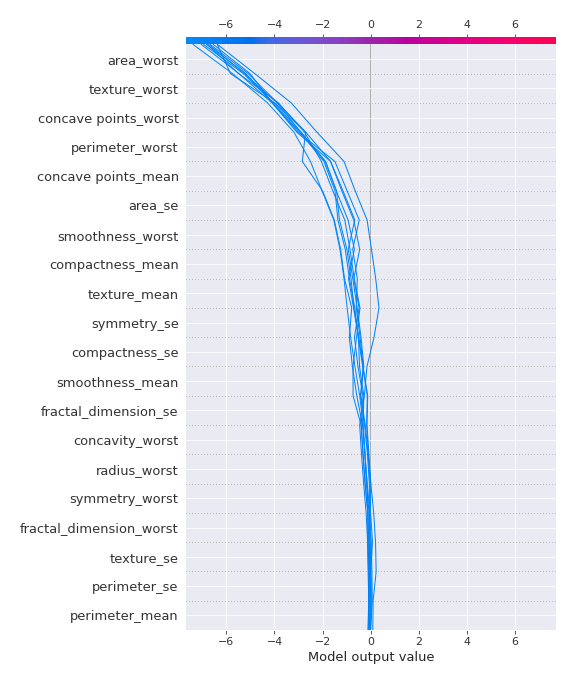 −6 −4 −2 0 2 4 6
area_worst
texture_worst
concave points_worst
perimeter_worst
concave points_mean
area_se
smoothness_worst
compactness_mean
texture_mean
symmetry_se
compactness_se
smoothness_mean
fractal_dimension_se
concavity_worst
radius_worst
symmetry_worst
fractal_dimension_worst
texture_se
perimeter_se
perimeter_mean
−6 −4 −2 0 2 4 6
Model output value